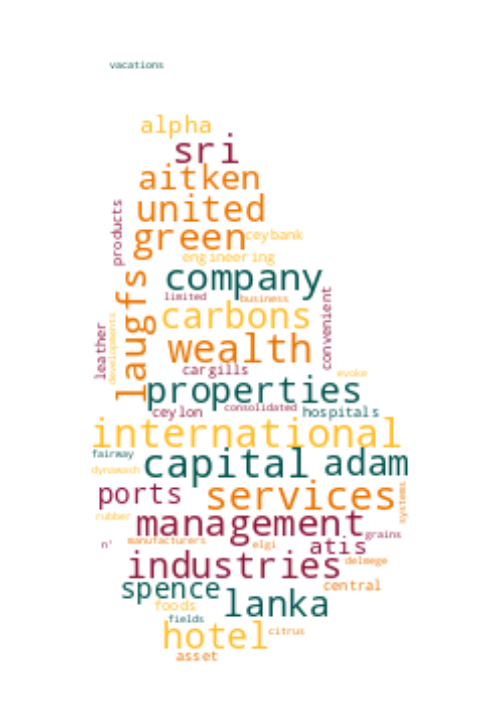 vacations
alpha
sri
aitken
products
united
green
ceybank
engineering
company
laugfs
limited
business
convenient
carbons
developments
leather
wealth
cargills
evoke
properties
ceylon
consolidated
hospitals
international
fairway
capital
adam
dynawash
ports
services
systems
rubber
management
grains
n'
manufacturers
elgi
atis
industries
delmege
spence
central
foods
lanka
fields
hotel
citrus
asset